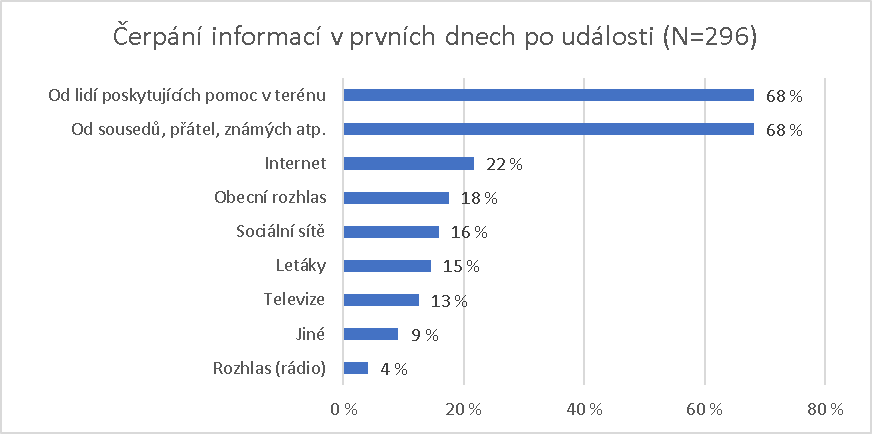 Čerpání informací v prvních dnech po události (N=296)
Od lidí poskytujících pomoc v terénu 68 %
Od sousedů, přátel, známých atp. 68 %
Internet 22 %
Obecní rozhlas 18 %
Sociální sítě 16 %
Letáky 15 %
Televize 13 %
Jiné 9 %
Rozhlas (rádio) 4 %
0 % 20 % 40 % 60 % 80 %